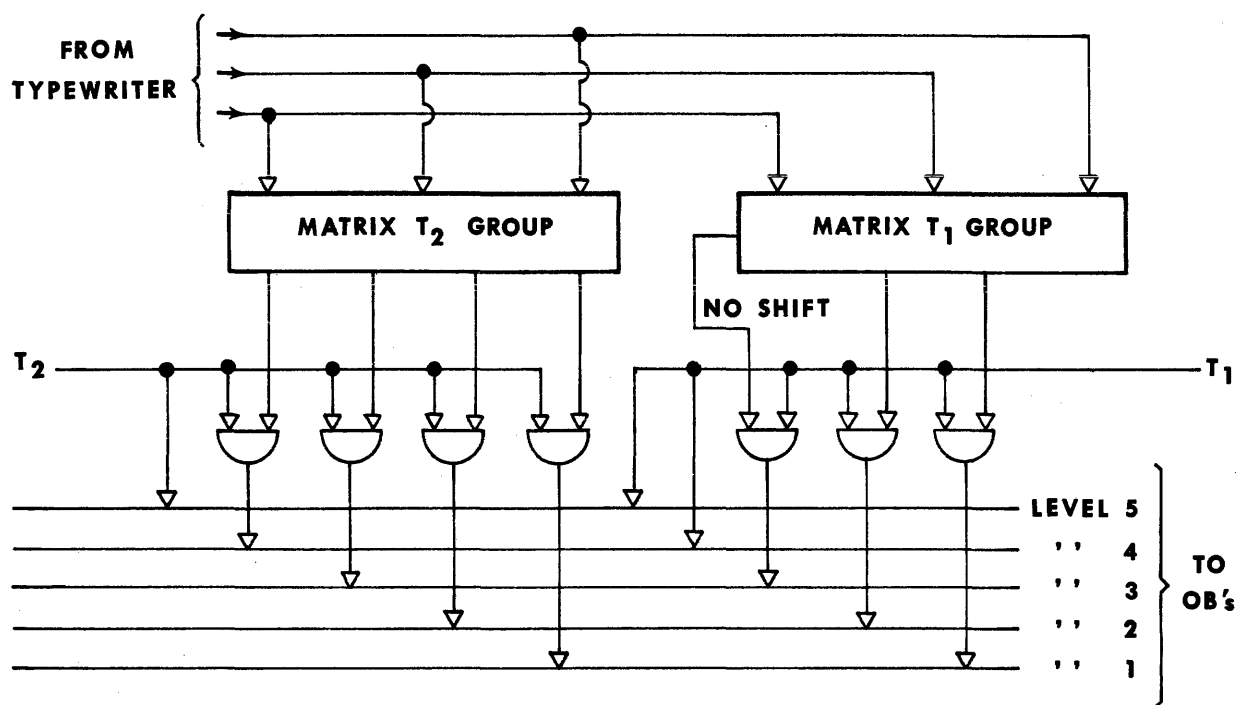 FROM
TYPEWRITER
MATRIX T2 GROUP
MATRIX T1 GROUP
NO SHIFT
T2
T1
LEVEL 5
" 4
" 3
" 2
" 1
TO
OB's